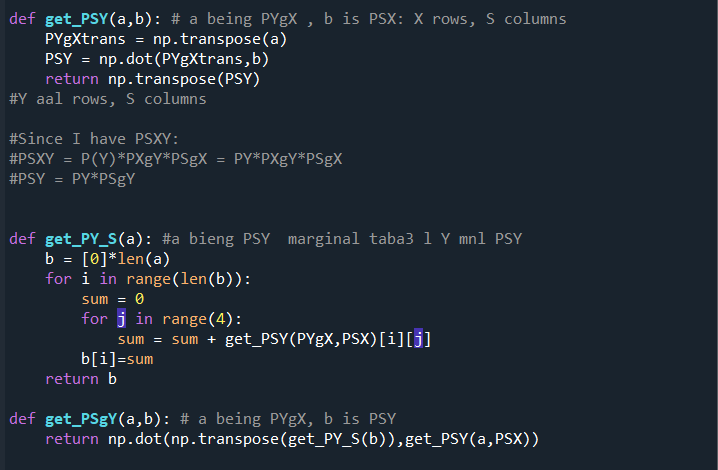 def get_PSY(a,b): # a being PYgX , b is PSX: X rows, S columns
    PYgXtrans = np.transpose(a)
    PSY = np.dot(PYgXtrans,b)
    return np.transpose(PSY)
#Y aal rows, S columns

#Since I have PSXY:
#PSXY = P(Y)*PXgY*PSgX = PY*PXgY*PSgX
#PSY = PY*PSgY


def get_PY_S(a): #a bieng PSY  marginal taba3 l Y mnl PSY
    b = [0]*len(a)
    for i in range(len(b)):
        sum = 0
        for j in range(4):
            sum = sum + get_PSY(PYgX,PSX)[i][j]
        b[i]=sum
    return b

def get_PSgY(a,b): # a being PYgX, b is PSY
    return np.dot(np.transpose(get_PY_S(b)),get_PSY(a,PSX))